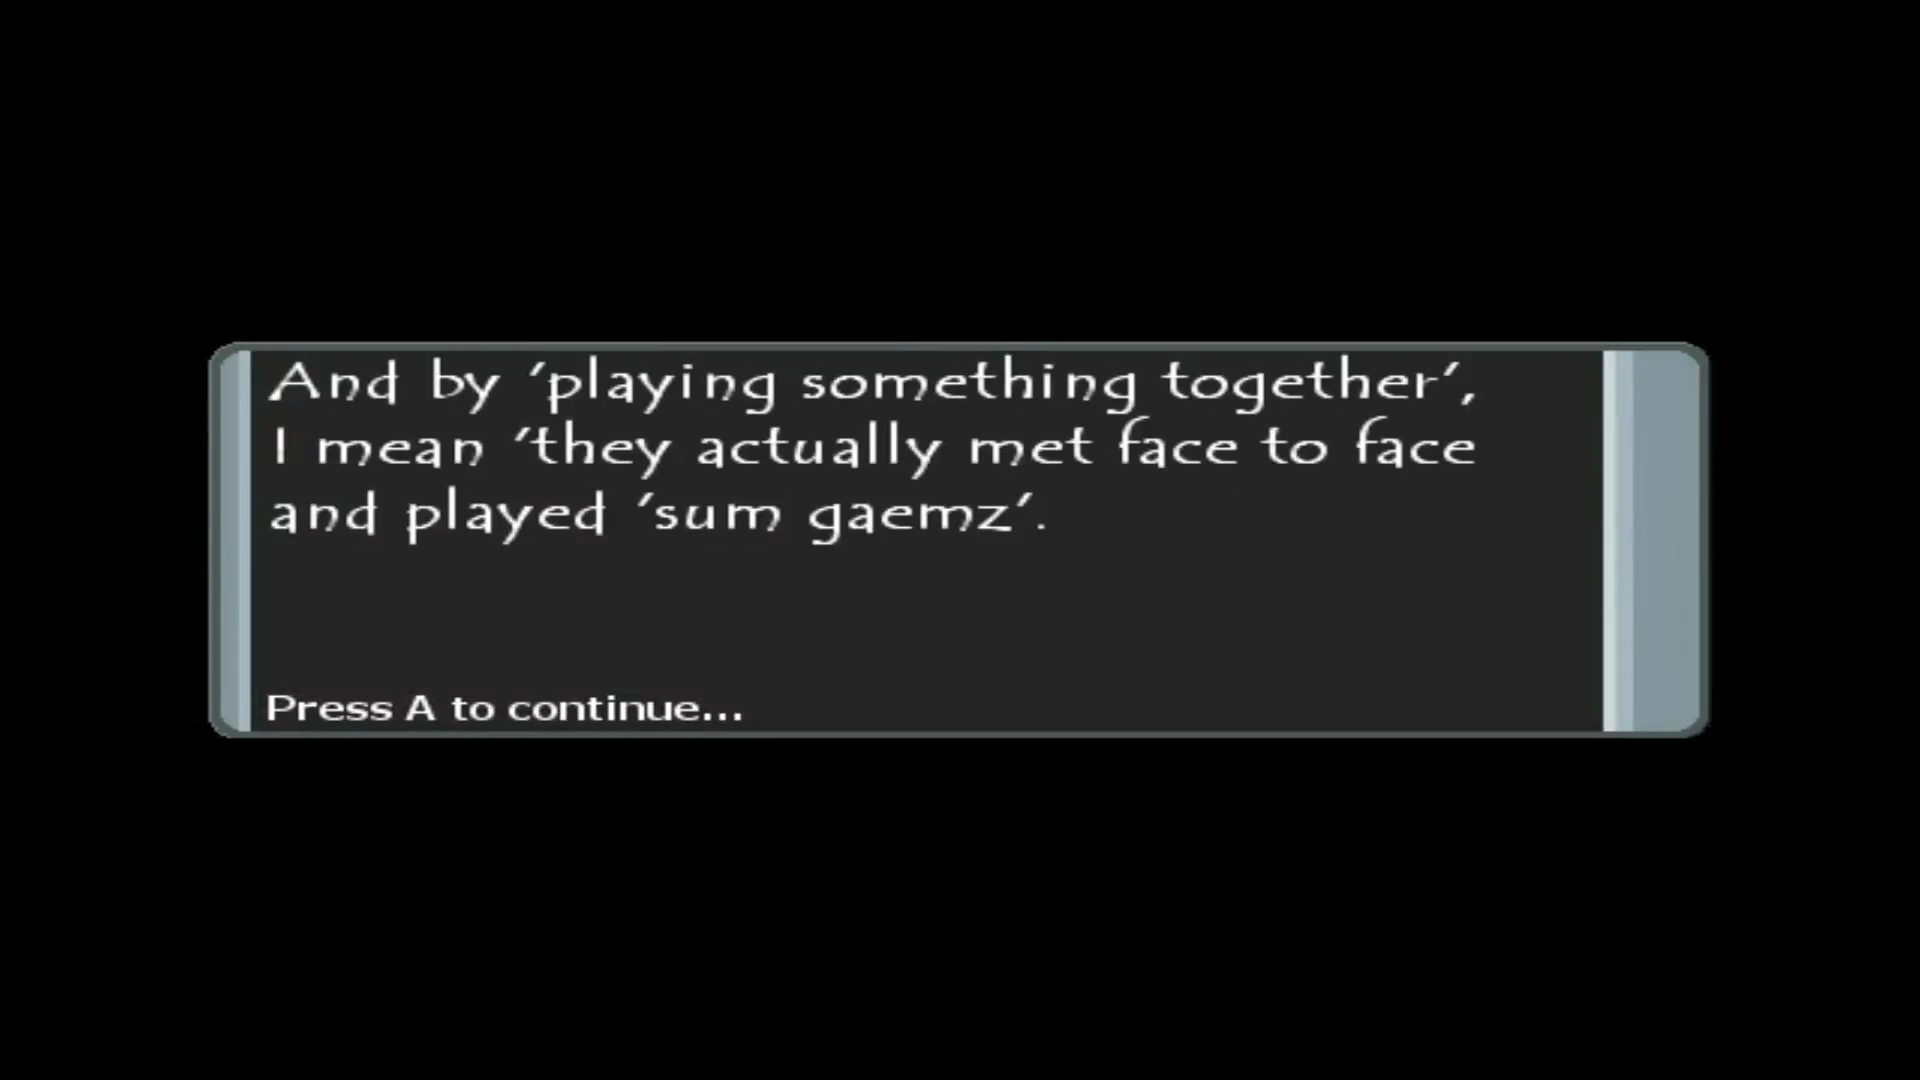 And by 'playing something together',
I mean 'they actually met face to face
and played 'sum gaemz'.
Press A to continue...